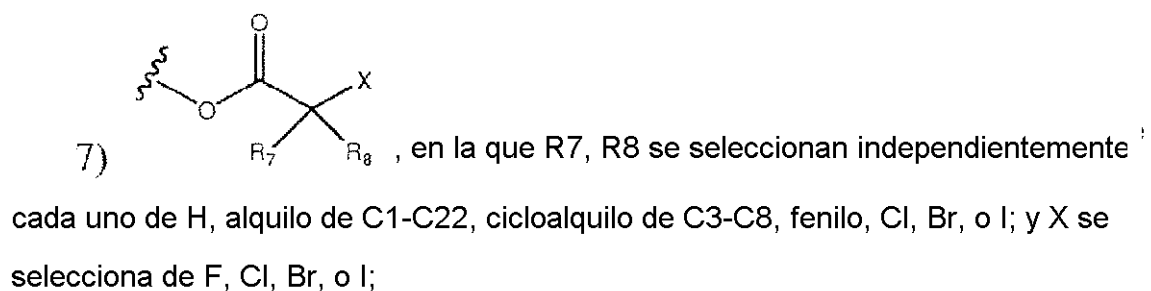 O
X
O
7) R7 R8 , en la que R7, R8 se seleccionan independientemente
cada uno de H, alquilo de C1-C22, cicloalquilo de C3-C8, fenilo, Cl, Br, o I; y X se
selecciona de F, Cl, Br, o I;